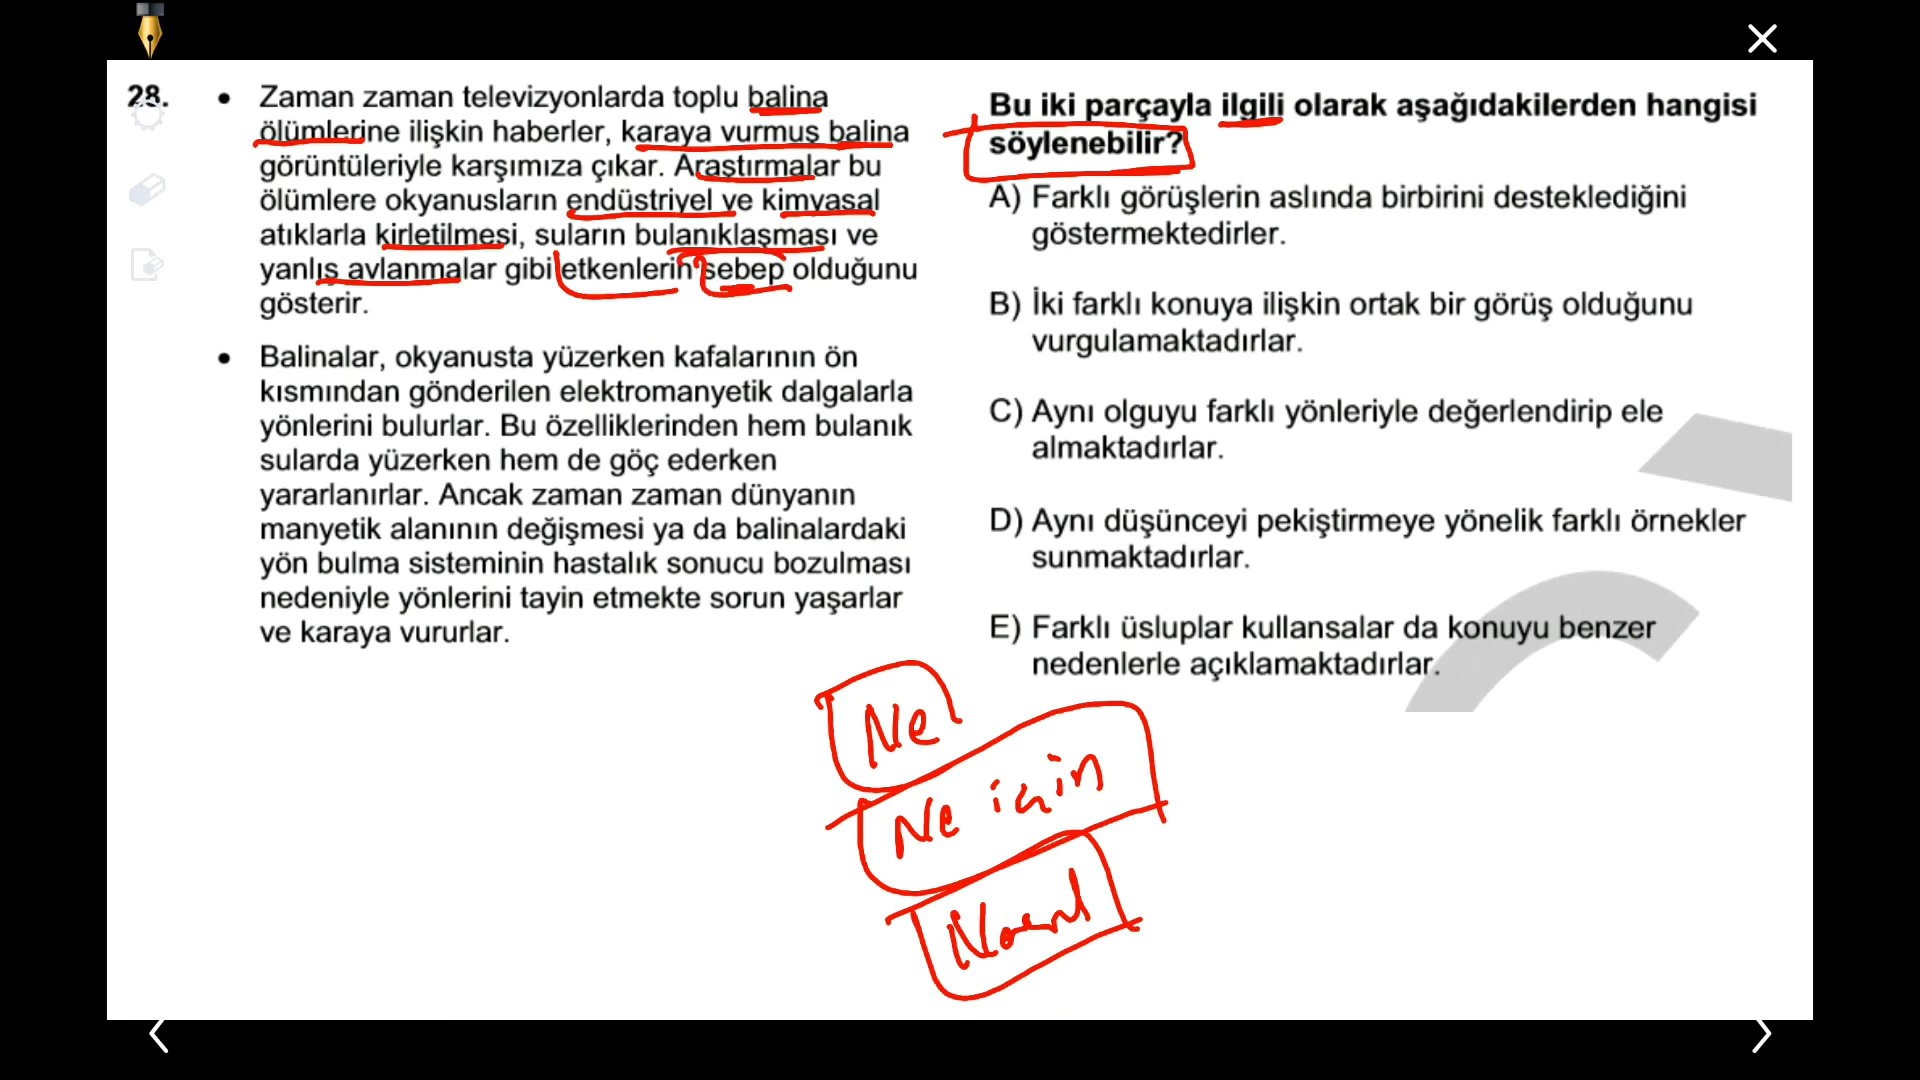 28.
• Zaman zaman televizyonlarda toplu balina
ölümlerine ilişkin haberler, karaya vurmuş balina
görüntüleriyle karşımıza çıkar. Araştırmalar bu
ölümlere okyanusların endüstriyel ve kimyasal
atıklarla kirletilmesi, suların bulanıklaşması ve
yanlış avlanmalar gibi etkenlerin sebep olduğunu
gösterir.
• Balinalar, okyanusta yüzerken kafalarının ön
kısmından gönderilen elektromanyetik dalgalarla
yönlerini bulurlar. Bu özelliklerinden hem bulanık
sularda yüzerken hem de göç ederken
yararlanırlar. Ancak zaman zaman dünyanın
manyetik alanının değişmesi ya da balinalardaki
yön bulma sisteminin hastalık sonucu bozulması
nedeniyle yönlerini tayin etmekte sorun yaşarlar
ve karaya vururlar.
Bu iki parçayla ilgili olarak aşağıdakilerden hangisi
söylenebilir?
A) Farklı görüşlerin aslında birbirini desteklediğini
göstermektedirler.
B) İki farklı konuya ilişkin ortak bir görüş olduğunu
vurgulamaktadırlar.
C) Aynı olguyu farklı yönleriyle değerlendirip ele
almaktadırlar.
D) Aynı düşünceyi pekiştirmeye yönelik farklı örnekler
sunmaktadırlar.
E) Farklı üsluplar kullansalar da konuyu benzer
nedenlerle açıklamaktadırlar.
Ne
Ne için